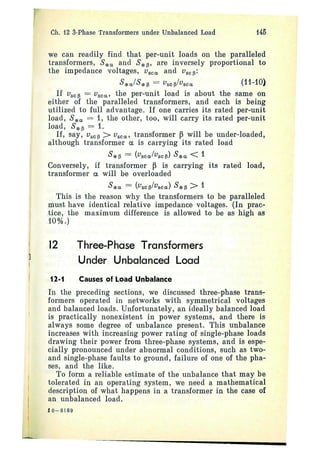 Ch. 12 3-Phase Transformers under Unbalanced Load 145
we can readily find that per-unit loads on the paralleled
transformers, S*α and S*β, are inversely proportional to
the impedance voltages, vscα and vscβ:
S*α/S*β = vscβ/vscα (11-10)
If vscβ = vscα, the per-unit load is about the same on
either of the paralleled transformers, and each is being
utilized to full advantage. If one carries its rated per-unit
load, S*α = 1, the other, too, will carry its rated per-unit
load, S*β = 1.
If, say, vscβ > vscα, transformer β will be under-loaded,
although transformer α is carrying its rated load
S*β = (vscα/vscβ) S*α < 1
Conversely, if transformer β is carrying its rated load,
transformer α will be overloaded
S*α = (vscβ/vscα) S*β > 1
This is the reason why the transformers to be paralleled
must have identical relative impedance voltages. (In prac-
tice, the maximum difference is allowed to be as high as
10%.)
12 Three-Phase Transformers
Under Unbalanced Load
12-1 Causes of Load Unbalance
In the preceding sections, we discussed three-phase trans-
formers operated in networks with symmetrical voltages
and balanced loads. Unfortunately, an ideally balanced load
is practically nonexistent in power systems, and there is
always some degree of unbalance present. This unbalance
increases with increasing power rating of single-phase loads
drawing their power from three-phase systems, and is espe-
cially pronounced under abnormal conditions, such as two-
and single-phase faults to ground, failure of one of the pha-
ses, and the like.
To form a reliable estimate of the unbalance that may be
tolerated in an operating system, we need a mathematical
description of what happens in a transformer in the case of
an unbalanced load.
10-0169